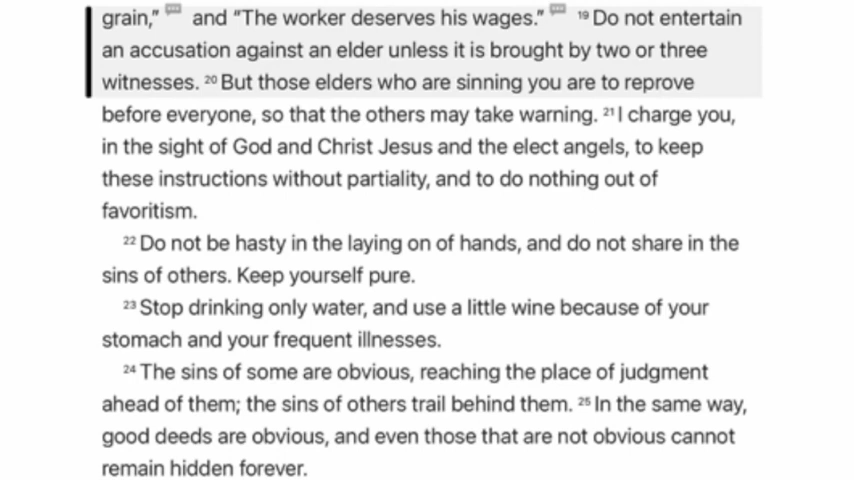 grain,” and “The worker deserves his wages.” 19 Do not entertain
an accusation against an elder unless it is brought by two or three
witnesses. 20 But those elders who are sinning you are to reprove
before everyone, so that the others may take warning. 21 I charge you,
in the sight of God and Christ Jesus and the elect angels, to keep
these instructions without partiality, and to do nothing out of
favoritism.
22 Do not be hasty in the laying on of hands, and do not share in the
sins of others. Keep yourself pure.
23 Stop drinking only water, and use a little wine because of your
stomach and your frequent illnesses.
24 The sins of some are obvious, reaching the place of judgment
ahead of them; the sins of others trail behind them. 25 In the same way,
good deeds are obvious, and even those that are not obvious cannot
remain hidden forever.